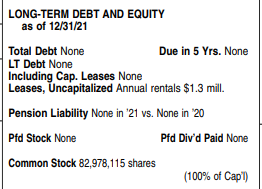 LONG-TERM DEBT AND EQUITY
as of 12/31/21
Total Debt None Due in 5 Yrs. None
LT Debt None
Including Cap. Leases None
Leases, Uncapitalized Annual rentals $1.3 mill.
Pension Liability None in '21 vs. None in '20
Pfd Stock None Pfd Div'd Paid None
Common Stock 82,978,115 shares
(100% of Cap'l)